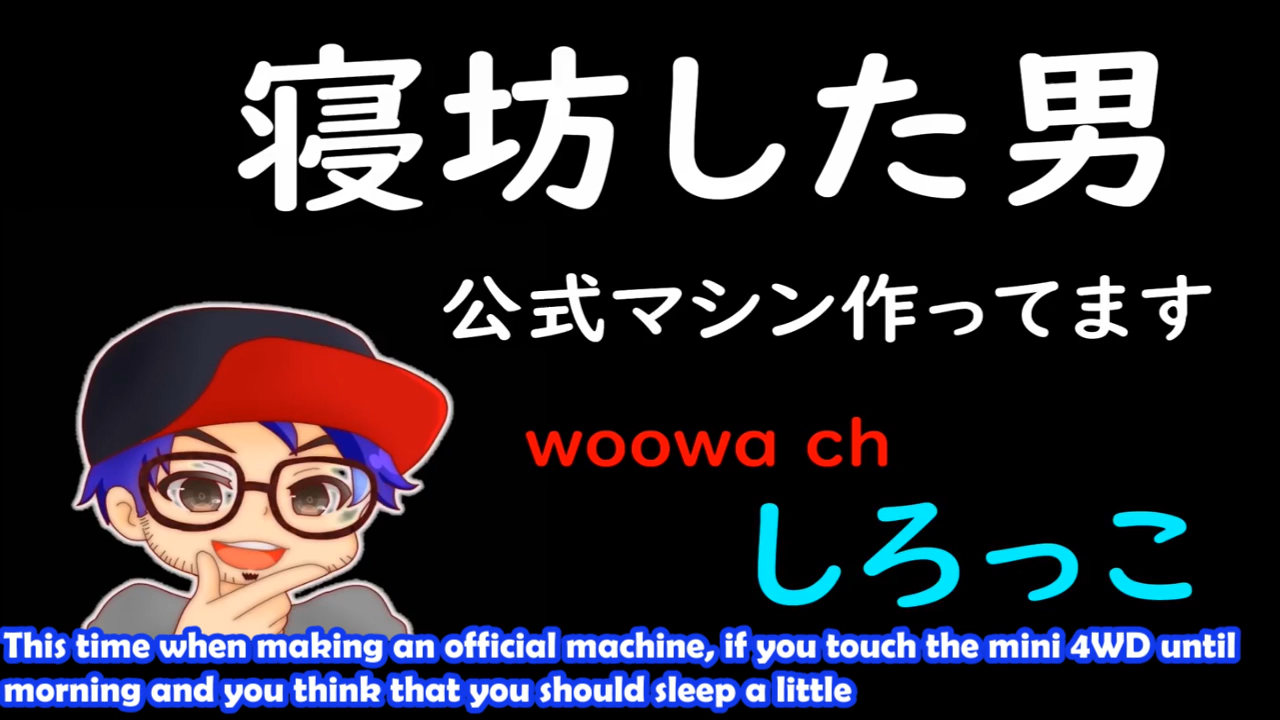 寝坊した男
公式マシン作ってます
woowa ch
しろっこ
This time when making an official machine, if you touch the mini 4WD until
morning and you think that you should sleep a little